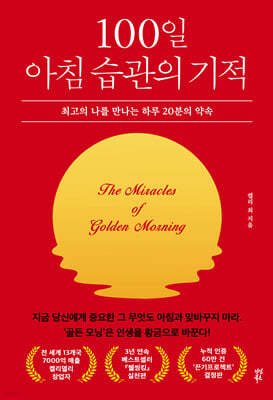 100일
아침 습관의 기적
최고의 나를 만나는 하루 20분의 약속
The Miracles
of
Golden Morning
켈리 최 지음
지금 당신에게 중요한 그 무엇도 아침과 맞바꾸지 마라.
'골든 모닝'은 인생을 황금으로 바꾼다!
전 세계 13개국
7000억 매출
켈리델리
창업자
3년 연속
베스트셀러
『웰씽킹』
실천편
누적 인증
60만 건
'끈기프로젝트'
결정판